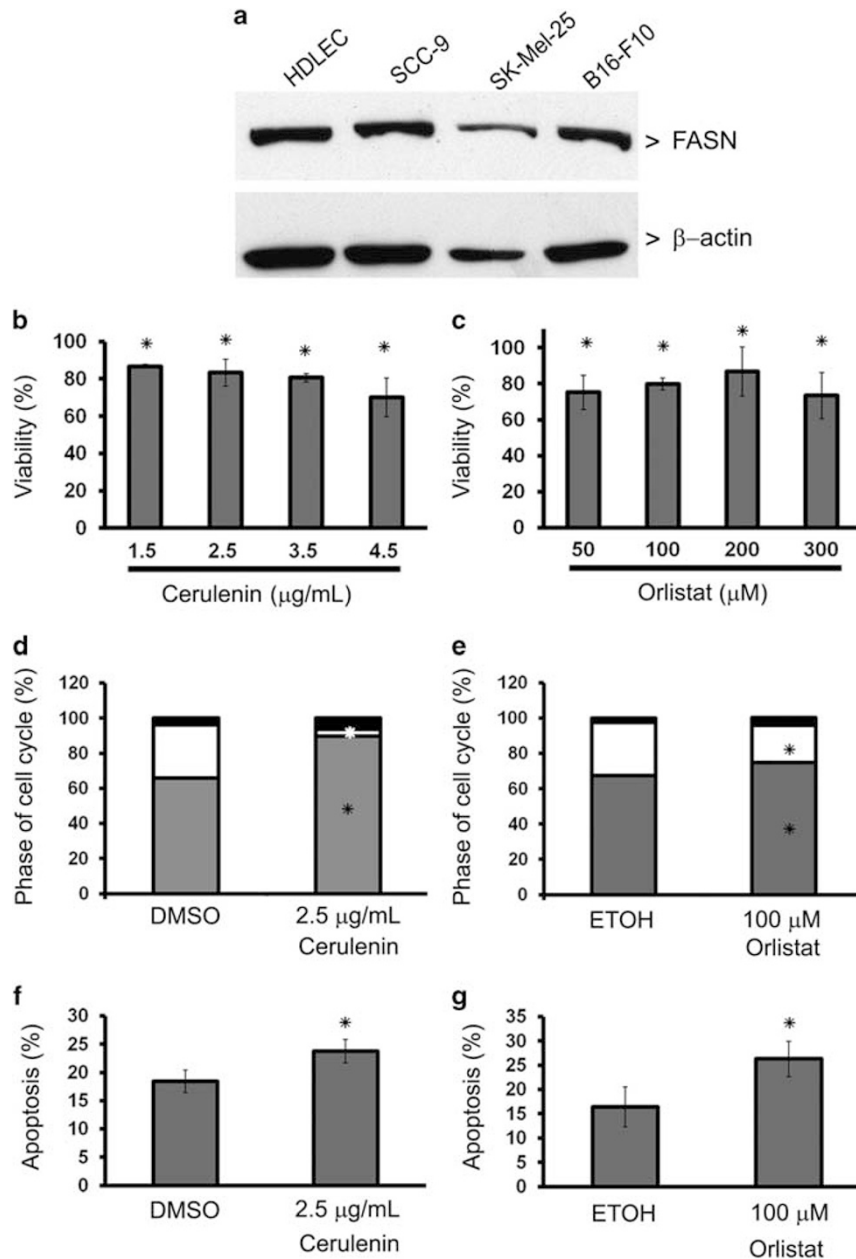 a
HDLEC SCC-9 SK-Mel-25 B16-F10
> FASN
> β–actin
b
Viability (%)
100
80
60
40
20
0
* * * *
1.5 2.5 3.5 4.5
Cerulenin (µg/mL)
c
Viability (%)
100
80
60
40
20
0
* * * *
50 100 200 300
Orlistat (µM)
d
Phase of cell cycle (%)
120
100
80
60
40
20
0
*
*
DMSO 2.5 µg/mL
Cerulenin
e
Phase of cell cycle (%)
120
100
80
60
40
20
0
*
*
ETOH 100 µM
Orlistat
f
Apoptosis (%)
30
25
20
15
10
5
0
*
DMSO 2.5 µg/mL
Cerulenin
g
Apoptosis (%)
35
30
25
20
15
10
5
0
*
ETOH 100 µM
Orlistat